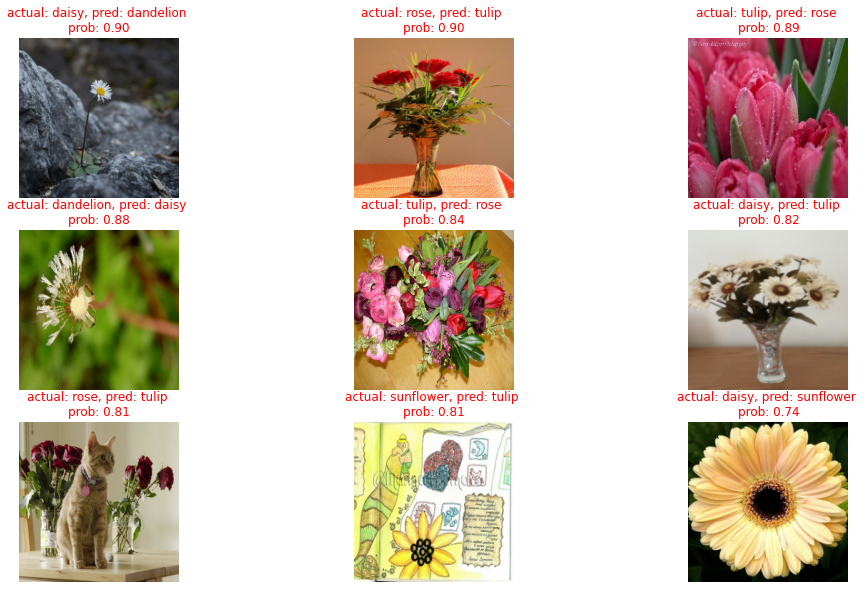 actual: daisy, pred: dandelion
prob: 0.90
actual: rose, pred: tulip
prob: 0.90
actual: tulip, pred: rose
prob: 0.89
actual: dandelion, pred: daisy
prob: 0.88
actual: tulip, pred: rose
prob: 0.84
actual: daisy, pred: tulip
prob: 0.82
actual: rose, pred: tulip
prob: 0.81
actual: sunflower, pred: tulip
prob: 0.81
actual: daisy, pred: sunflower
prob: 0.74